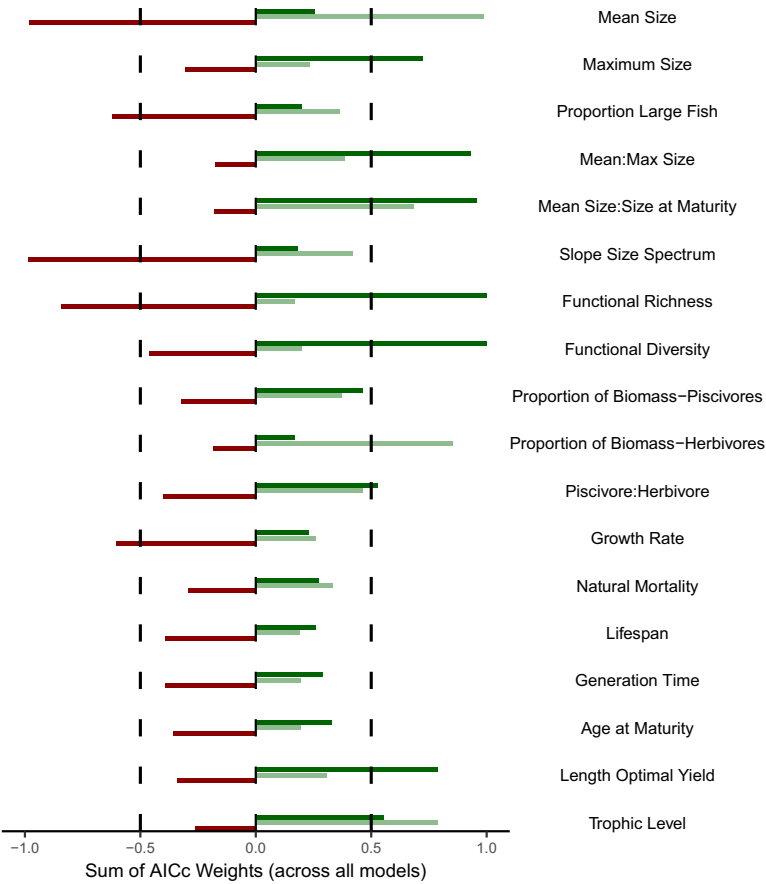 Mean Size
Maximum Size
Proportion Large Fish
Mean:Max Size
Mean Size:Size at Maturity
Slope Size Spectrum
Functional Richness
Functional Diversity
Proportion of Biomass−Piscivores
Proportion of Biomass−Herbivores
Piscivore:Herbivore
Growth Rate
Natural Mortality
Lifespan
Generation Time
Age at Maturity
Length Optimal Yield
Trophic Level
−1.0 −0.5 0.0 0.5 1.0
Sum of AICc Weights (across all models)